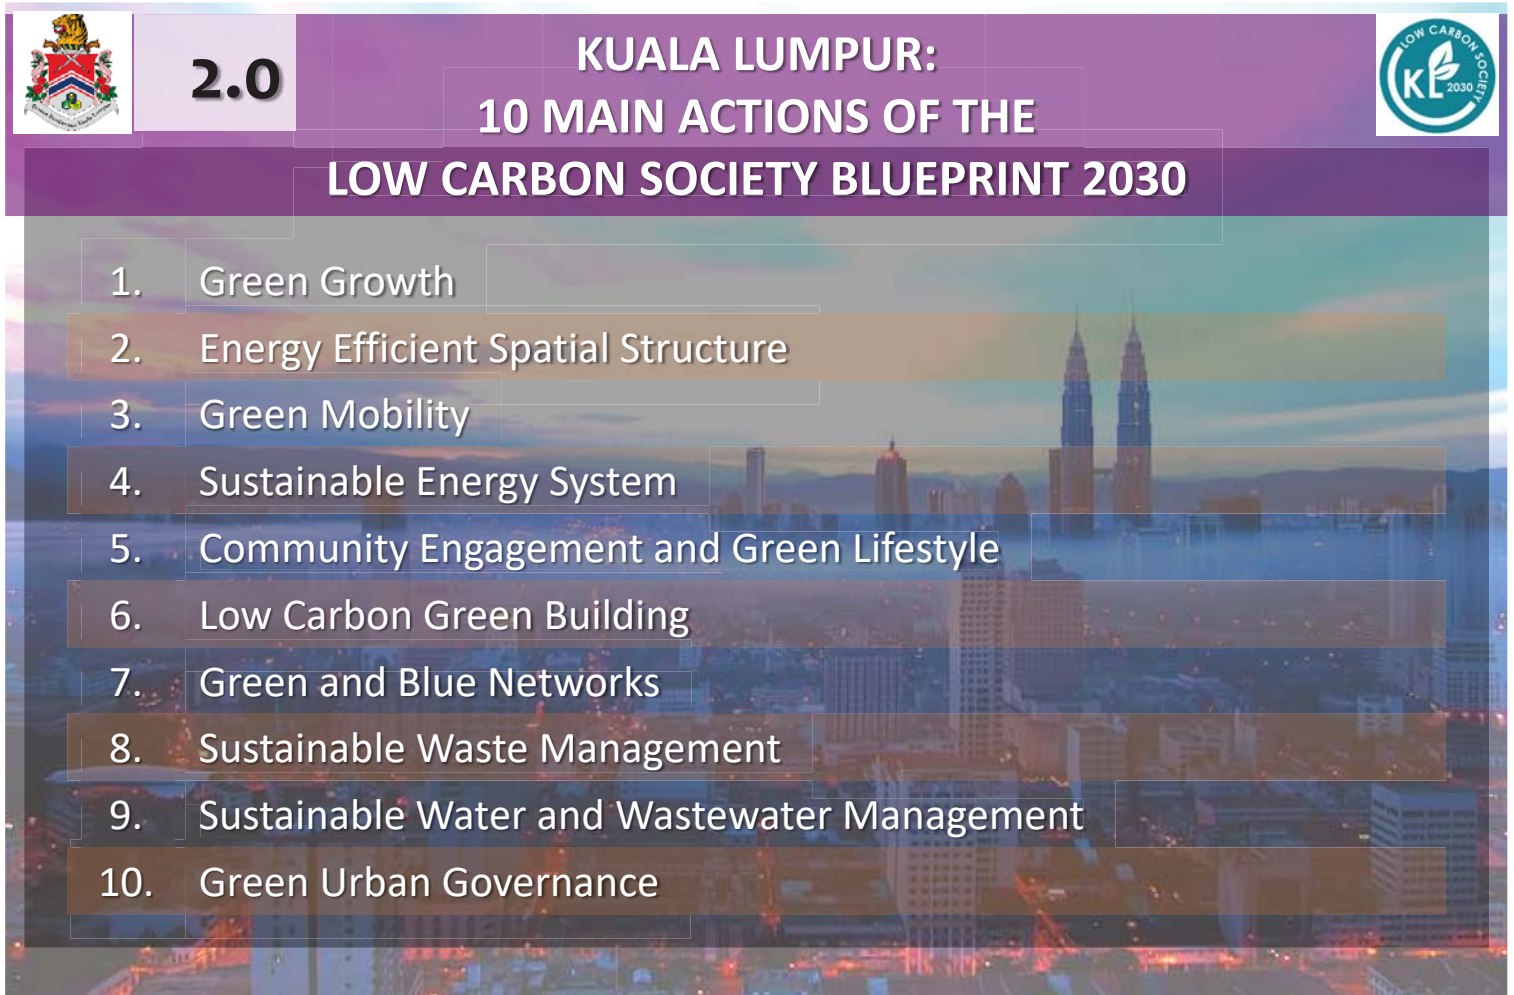 2.0
KUALA LUMPUR:
10 MAIN ACTIONS OF THE
LOW CARBON SOCIETY BLUEPRINT 2030
LOW CARBON SOCIETY
KL
2030
1. Green Growth
2. Energy Efficient Spatial Structure
3. Green Mobility
4. Sustainable Energy System
5. Community Engagement and Green Lifestyle
6. Low Carbon Green Building
7. Green and Blue Networks
8. Sustainable Waste Management
9. Sustainable Water and Wastewater Management
10. Green Urban Governance